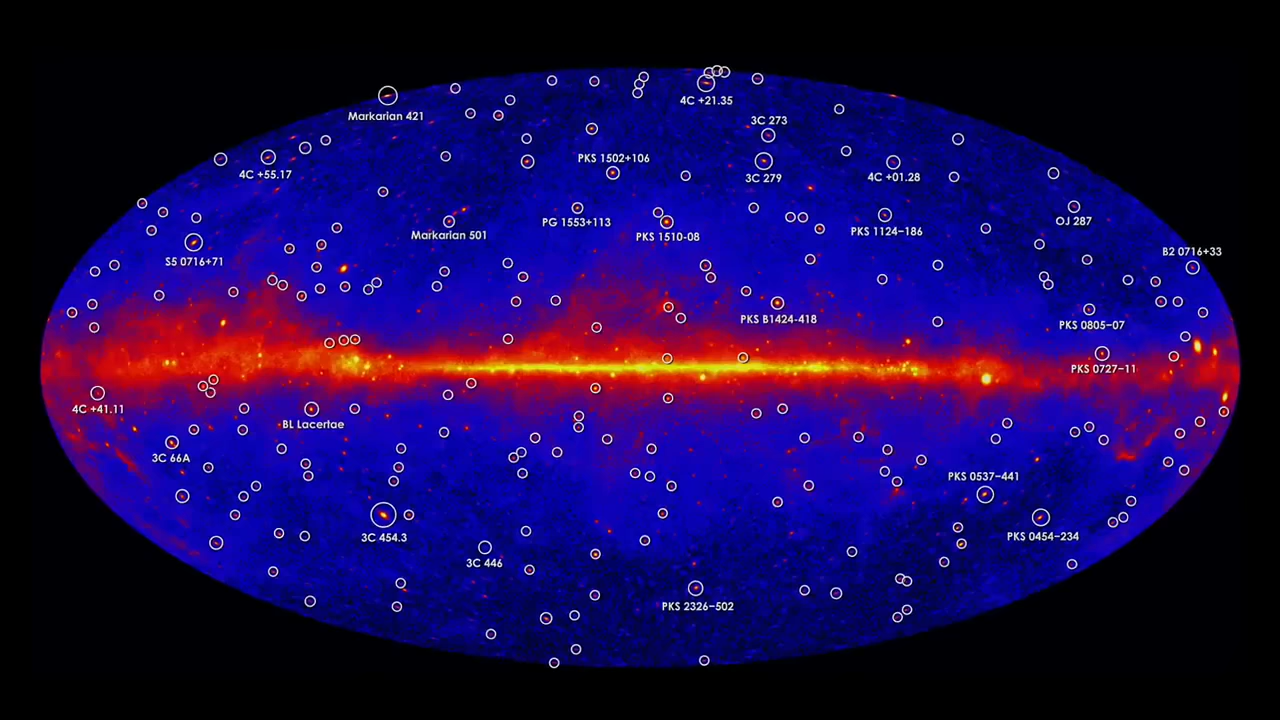 4C +21.35
Markarian 421
3C 273
PKS 1502+106
4C +55.17
3C 279
4C +01.28
PG 1553+113
OJ 287
Markarian 501
PKS 1510-08
PKS 1124−186
B2 0716+33
S5 0716+71
PKS B1424-418
PKS 0805−07
PKS 0727−11
4C +41.11
BL Lacertae
3C 66A
PKS 0537−441
3C 454.3
PKS 0454−234
3C 446
PKS 2326−502